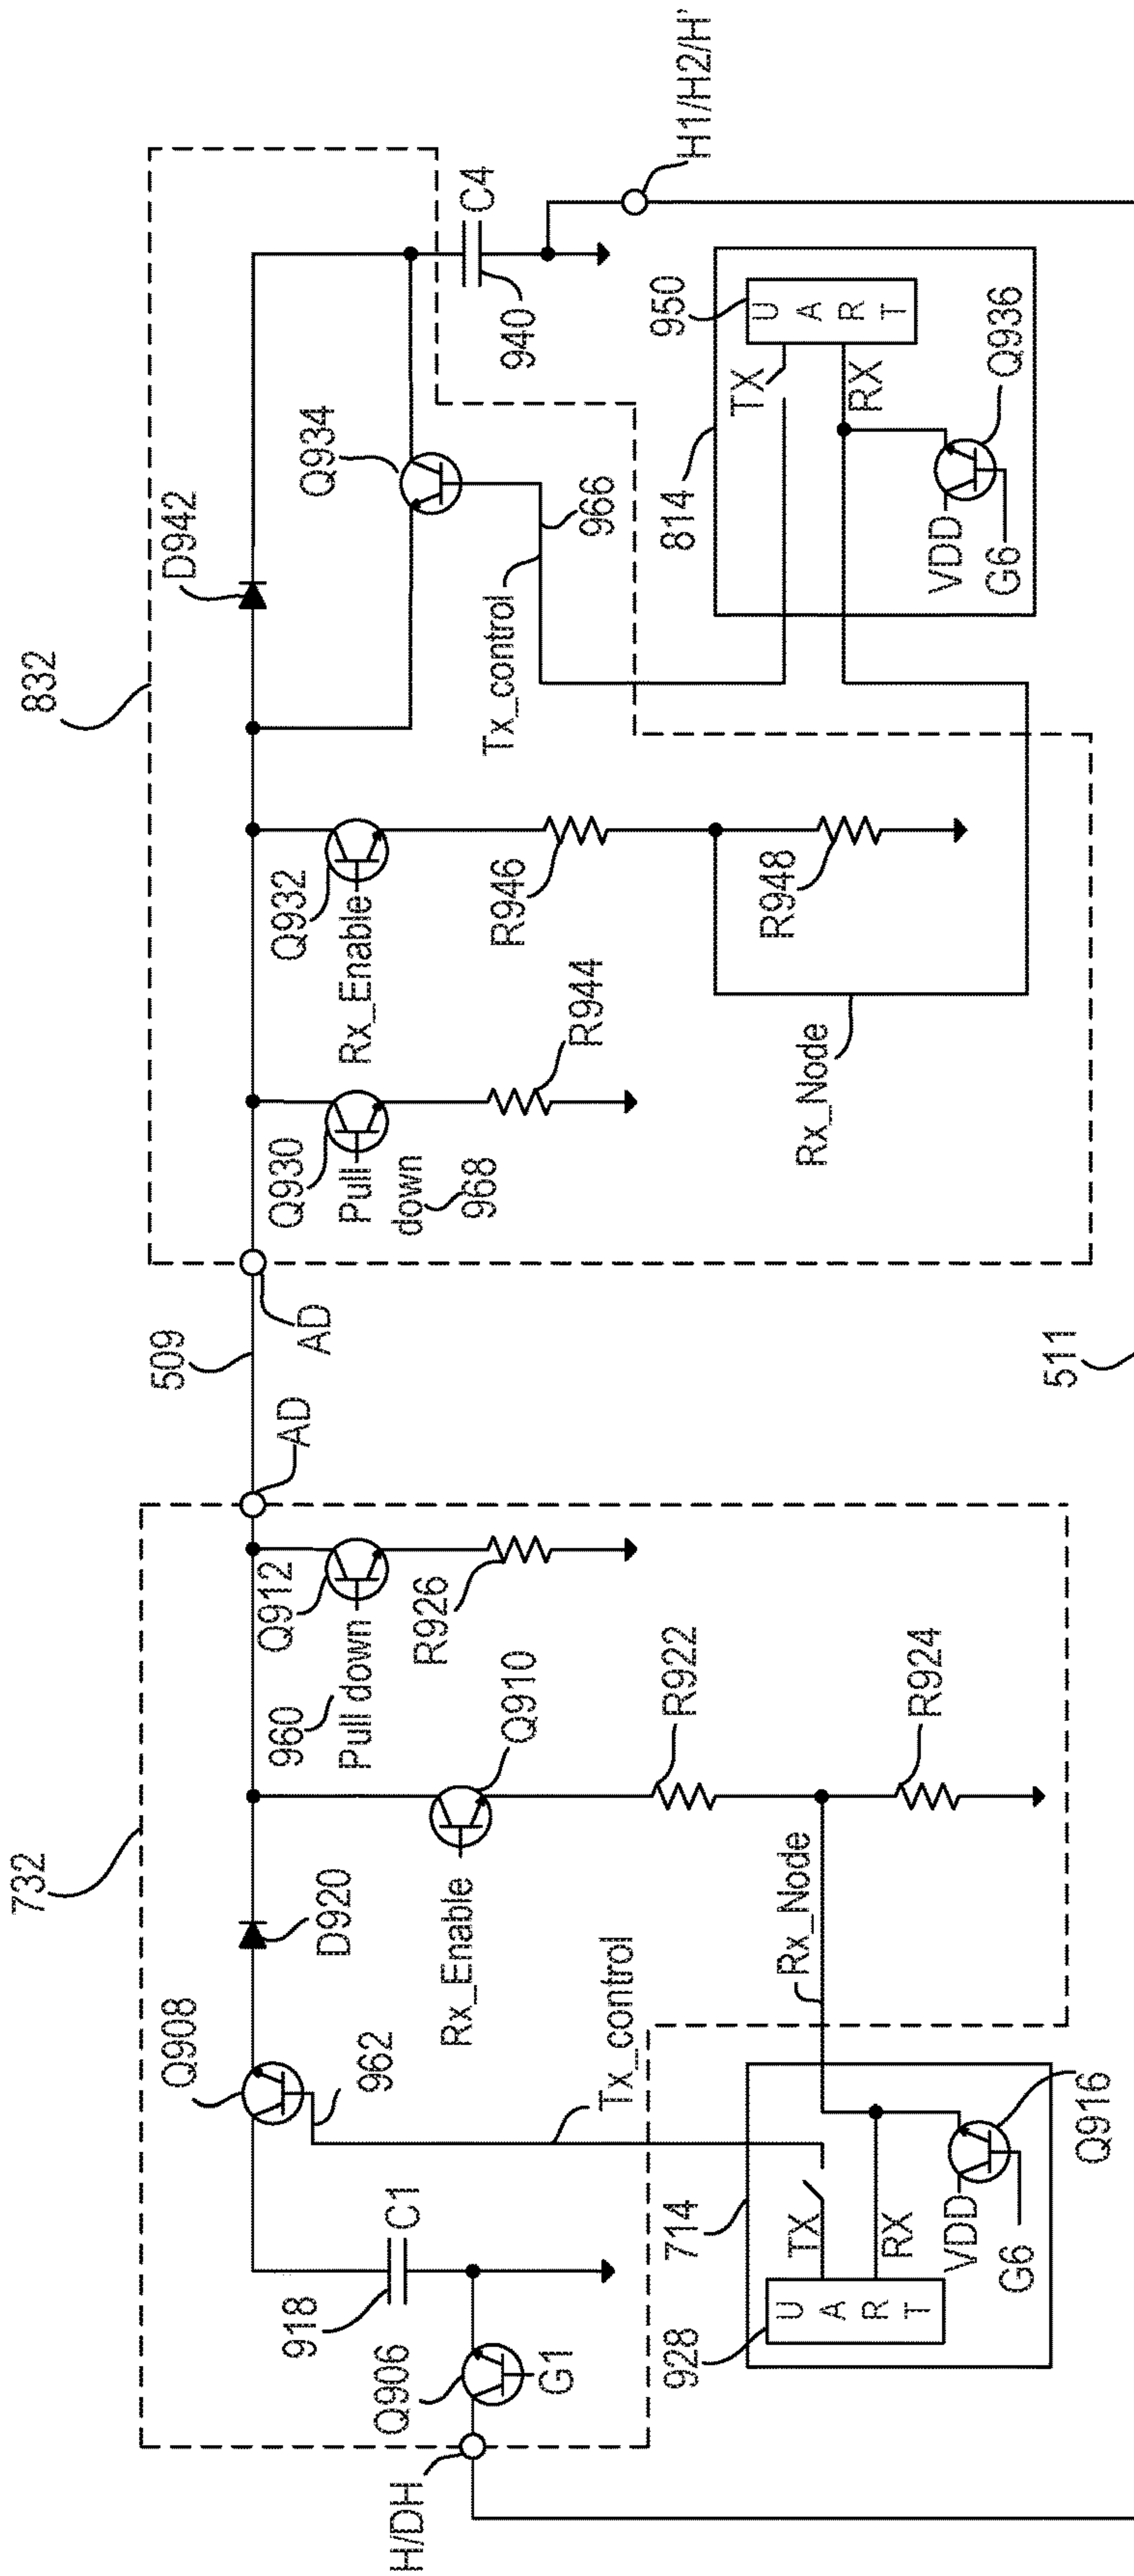 732
Q908
962
D920
Q912
960
Pull down
R926
AD
509
AD
832
D942
Q934
Q932
Q930
Rx_Enable
Pull
down
968
R944
R946
R948
Rx_Node
Tx_control
966
C4
940
H1/H2/H'
814
950
TX
U
A
R
T
RX
VDD
G6
Q936
H/DH
Q906
G1
918
C1
Rx_Enable
Q910
R922
R924
Rx_Node
Tx_control
714
928
U
A
R
T
TX
RX
VDD
G6
Q916
511